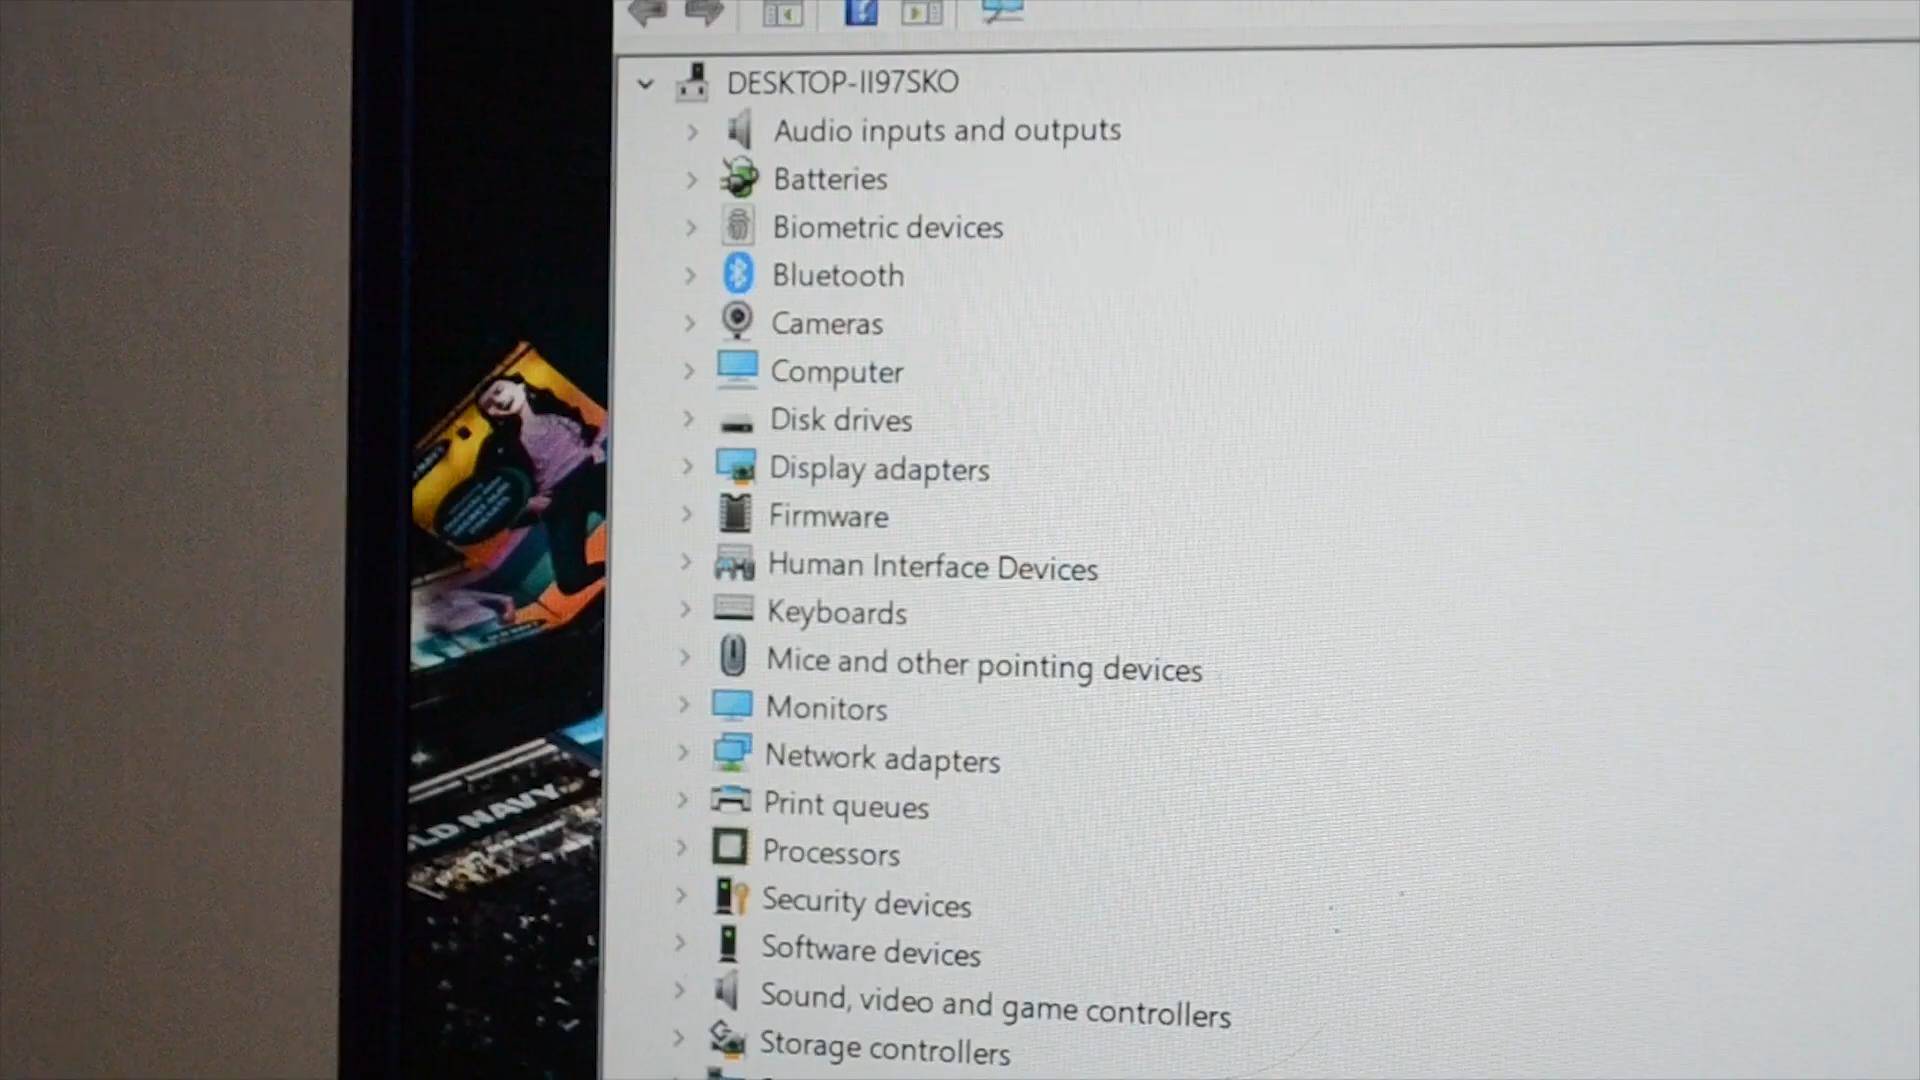 DESKTOP-II97SKO
Audio inputs and outputs
Batteries
Biometric devices
Bluetooth
Cameras
Computer
Disk drives
Display adapters
Firmware
Human Interface Devices
Keyboards
Mice and other pointing devices
Monitors
Network adapters
Print queues
Processors
Security devices
Software devices
Sound, video and game controllers
Storage controllers
NAVY